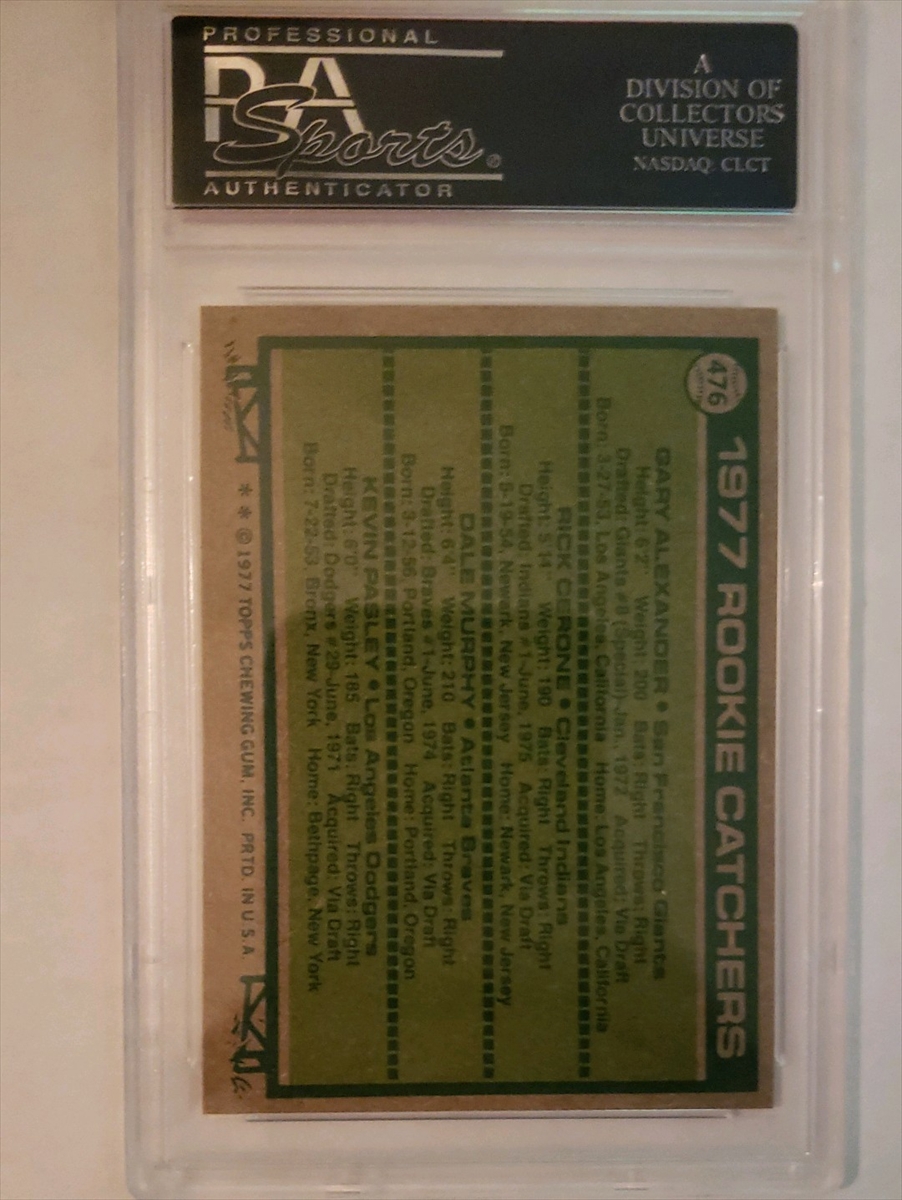 PROFESSIONAL
PSA
Sports®
AUTHENTICATOR
A
DIVISION OF
COLLECTORS
UNIVERSE
NASDAQ: CLCT
476
1977 ROOKIE CATCHERS
GARY ALEXANDER • San Francisco Giants
Height: 6'2" Weight: 200 Bats: Right Throws: Right
Drafted: Giants #8 (Special)-Jan., 1972 Acquired: Via Draft
Born: 3-27-53, Los Angeles, California Home: Los Angeles, California
RICK CERONE • Cleveland Indians
Height: 5'11" Weight: 190 Bats: Right Throws: Right
Drafted: Indians #1-June, 1975 Acquired: Via Draft
Born: 5-19-54, Newark, New Jersey Home: Newark, New Jersey
DALE MURPHY • Atlanta Braves
Height: 6'4" Weight: 210 Bats: Right Throws: Right
Drafted: Braves #1-June, 1974 Acquired: Via Draft
Born: 3-12-56, Portland, Oregon Home: Portland, Oregon
KEVIN PASLEY • Los Angeles Dodgers
Height: 6'0" Weight: 185 Bats: Right Throws: Right
Drafted: Dodgers #29-June, 1971 Acquired: Via Draft
Born: 7-22-53, Bronx, New York Home: Bethpage, New York
* * © 1977 TOPPS CHEWING GUM, INC. PRTD. IN U.S.A.